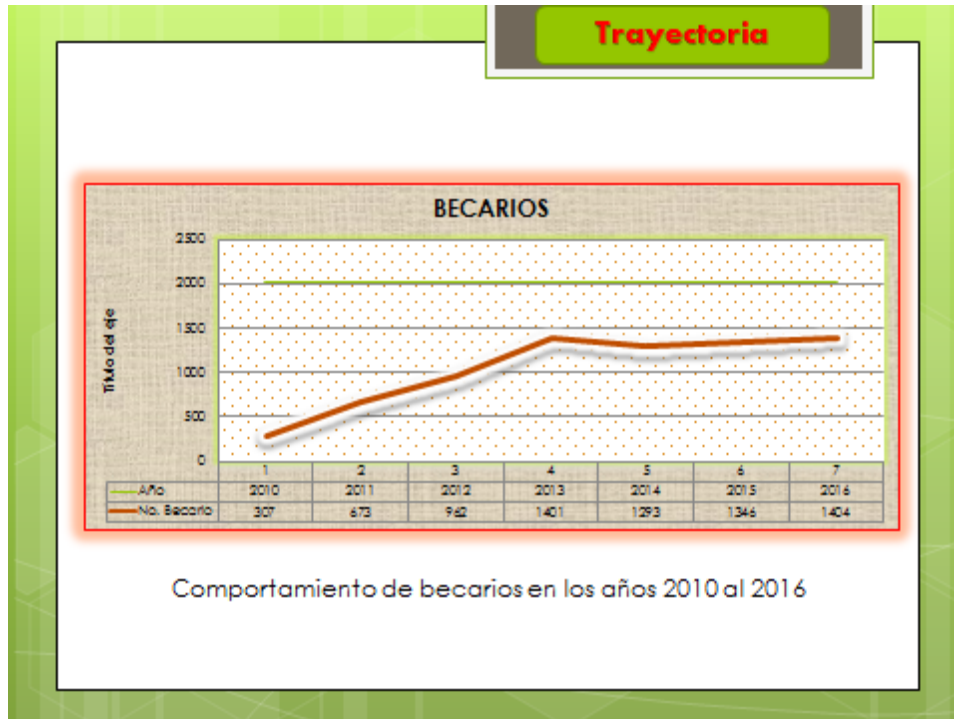 Trayectoria
BECARIOS
Título del eje
2500
2000
1500
1000
500
0
1 2 3 4 5 6 7
Año 2010 2011 2012 2013 2014 2015 2016
No. Becario 307 673 962 1401 1293 1346 1404
Comportamiento de becarios en los años 2010 al 2016